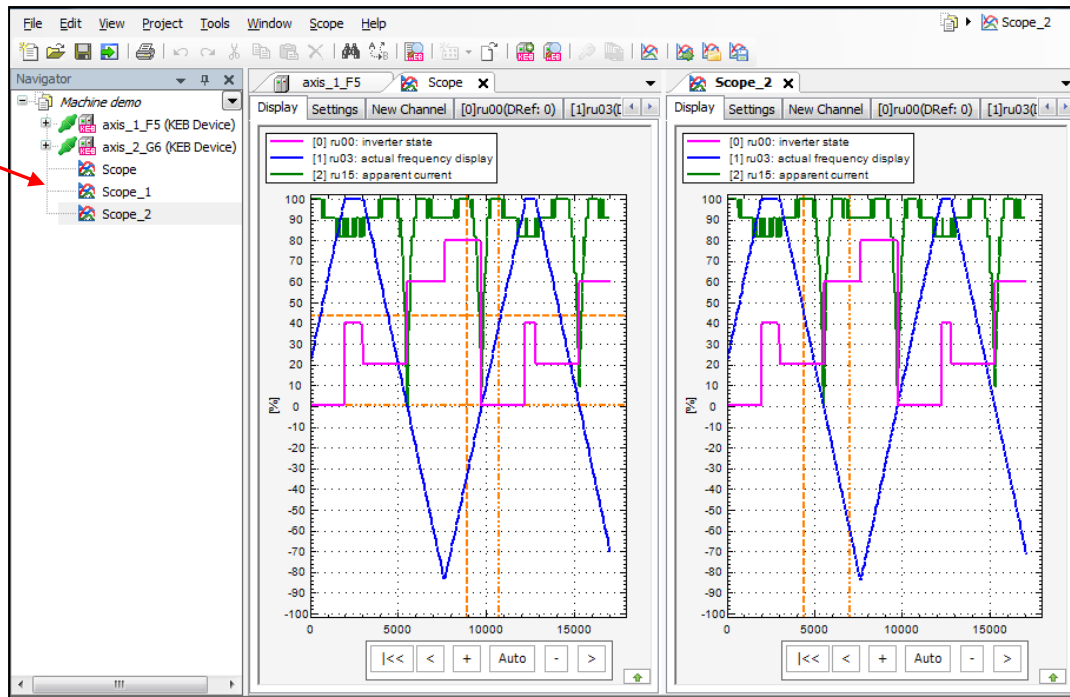 File Edit View Project Tools Window Scope Help
Scope_2
Navigator
Machine demo
axis_1_F5 (KEB Device)
axis_2_G6 (KEB Device)
Scope
Scope_1
Scope_2
axis_1_F5 Scope
Display Settings New Channel [0]ru00(DRef: 0) [1]ru03(
[0] ru00: inverter state
[1] ru03: actual frequency display
[2] ru15: apparent current
100
90
80
70
60
50
40
30
20
10
0
-10
-20
-30
-40
-50
-60
-70
-80
-90
-100
[%]
0 5000 10000 15000
|<< < + Auto - >
Scope_2
Display Settings New Channel [0]ru00(DRef: 0) [1]ru03(
[0] ru00: inverter state
[1] ru03: actual frequency display
[2] ru15: apparent current
100
90
80
70
60
50
40
30
20
10
0
-10
-20
-30
-40
-50
-60
-70
-80
-90
-100
[%]
0 5000 10000 15000
|<< < + Auto - >